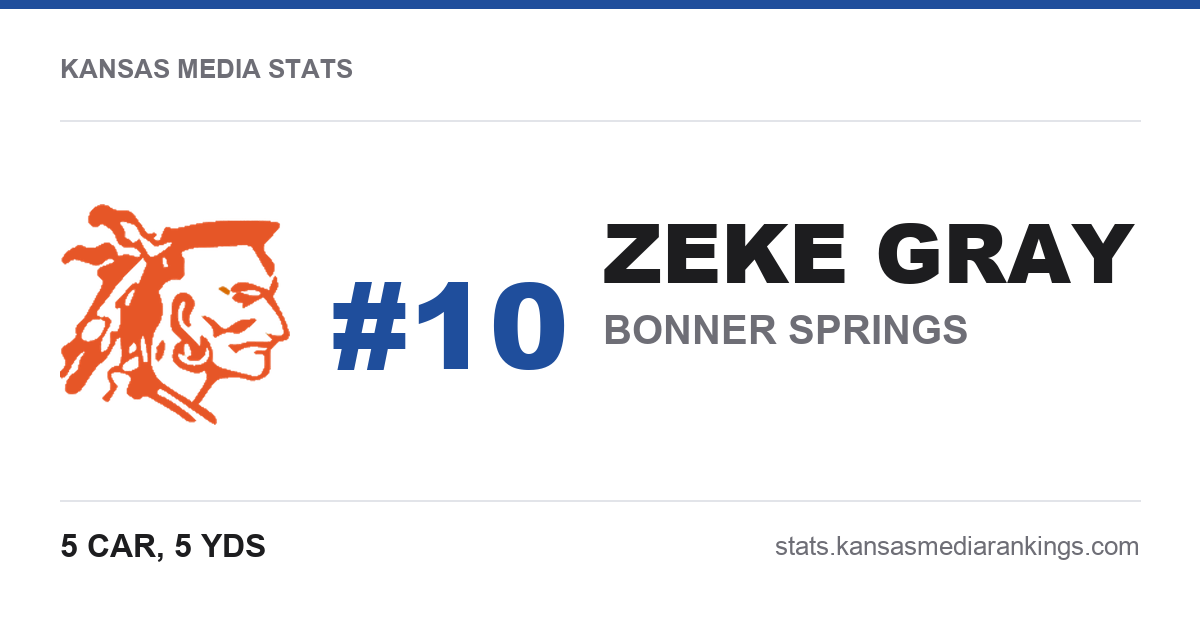 KANSAS MEDIA STATS
#10
ZEKE GRAY
BONNER SPRINGS
5 CAR, 5 YDS
stats.kansasmediarankings.com